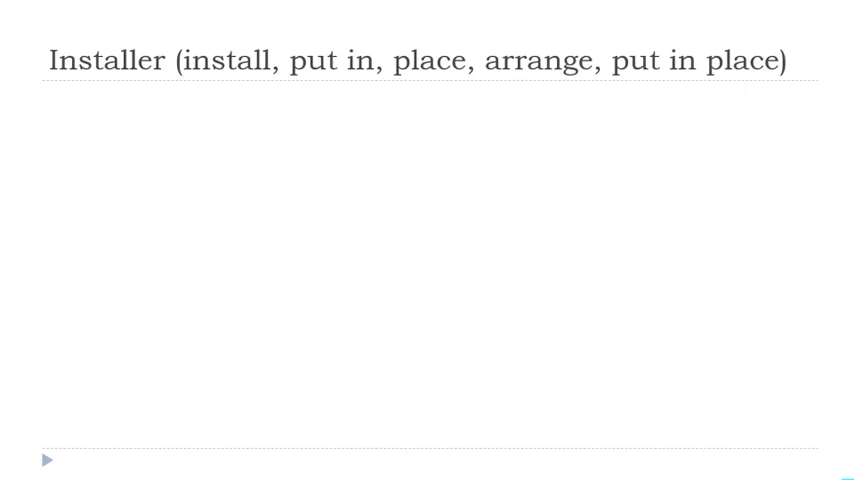 Installer (install, put in, place, arrange, put in place)